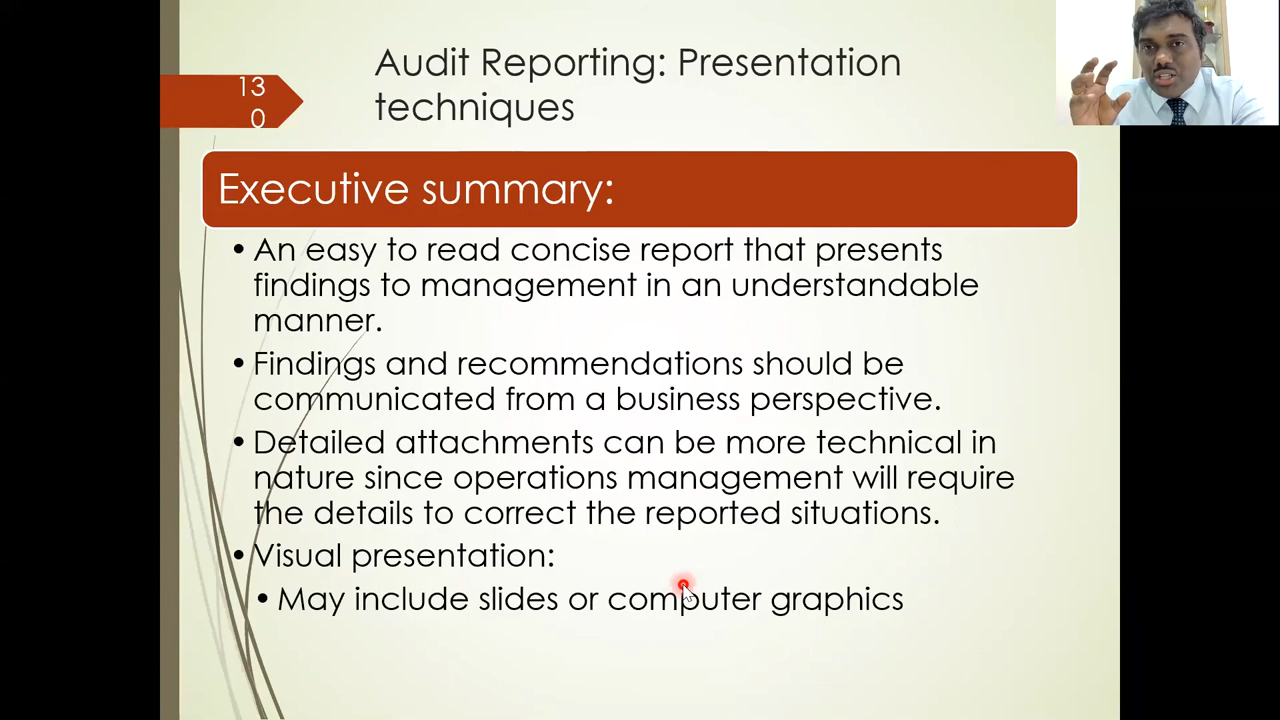 Audit Reporting: Presentation
techniques
13
0
Executive summary:
• An easy to read concise report that presents
findings to management in an understandable
manner.
• Findings and recommendations should be
communicated from a business perspective.
• Detailed attachments can be more technical in
nature since operations management will require
the details to correct the reported situations.
• Visual presentation:
• May include slides or computer graphics